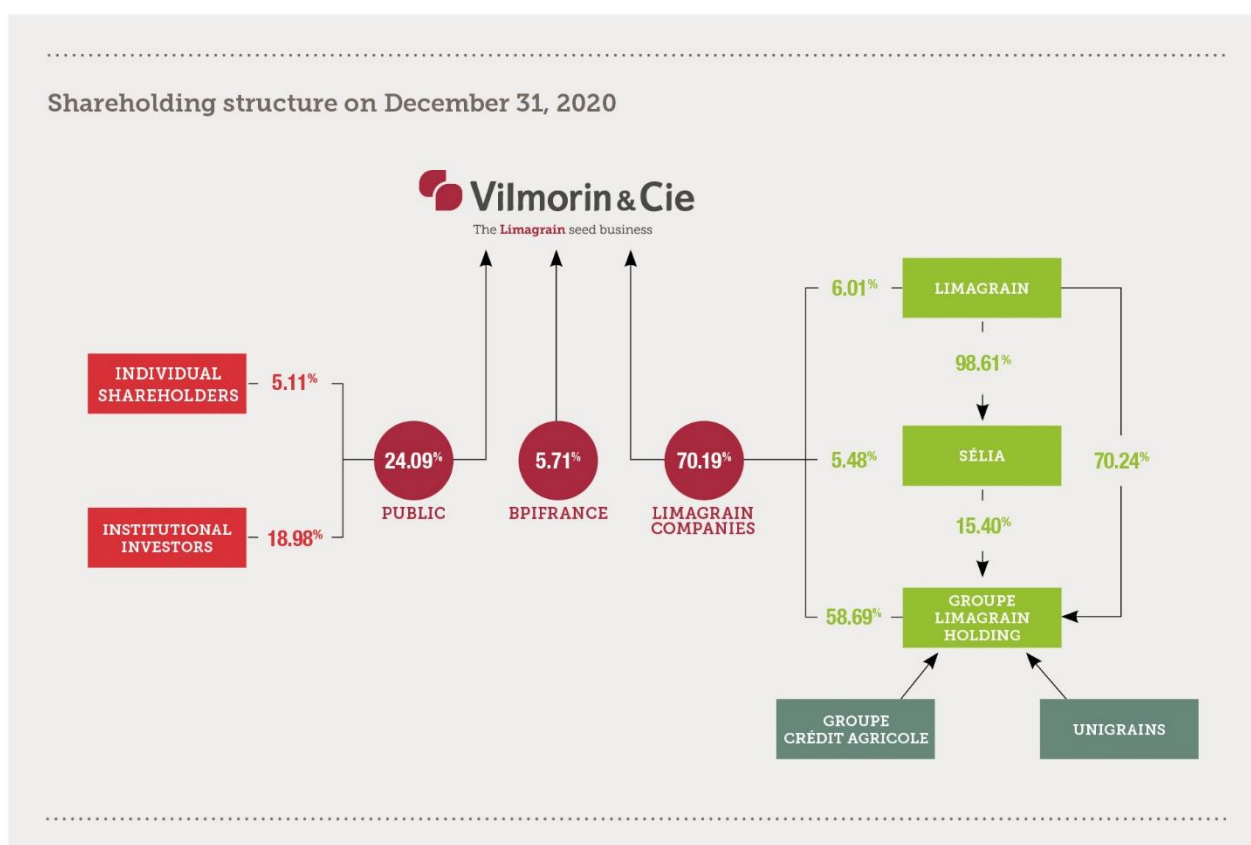 Shareholding structure on December 31, 2020
Vilmorin & Cie
The Limagrain seed business
INDIVIDUAL
SHAREHOLDERS
5.11%
INSTITUTIONAL
INVESTORS
18.98%
24.09%
PUBLIC
5.71%
BPIFRANCE
70.19%
LIMAGRAIN
COMPANIES
6.01%
LIMAGRAIN
98.61%
5.48%
SÉLIA
70.24%
15.40%
58.69%
GROUPE
LIMAGRAIN
HOLDING
GROUPE
CRÉDIT AGRICOLE
UNIGRAINS